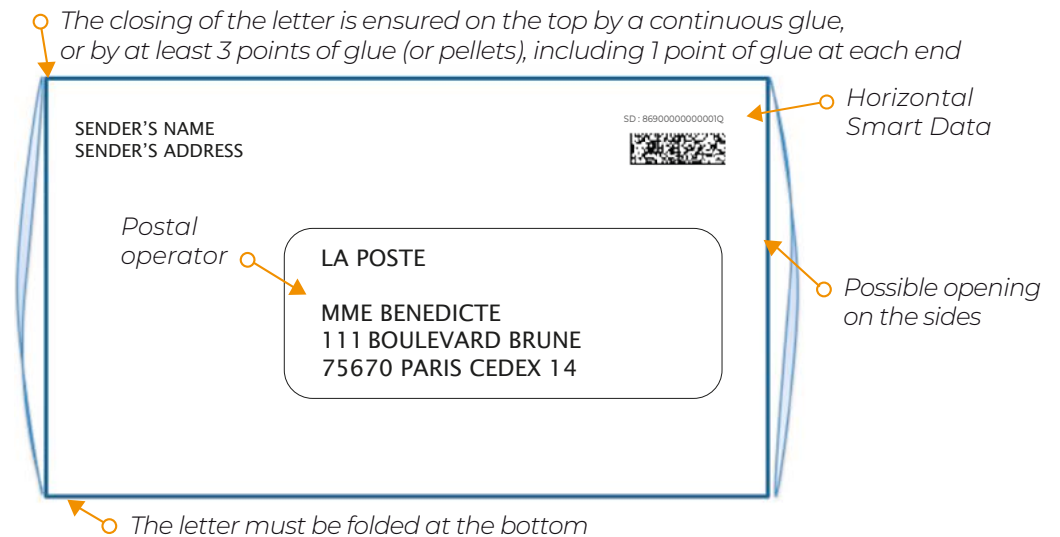 The closing of the letter is ensured on the top by a continuous glue,
or by at least 3 points of glue (or pellets), including 1 point of glue at each end
SENDER'S NAME
SENDER'S ADDRESS
SD : 86900000000001Q
Horizontal
Smart Data
Postal
operator
LA POSTE
MME BENEDICTE
111 BOULEVARD BRUNE
75670 PARIS CEDEX 14
Possible opening
on the sides
The letter must be folded at the bottom